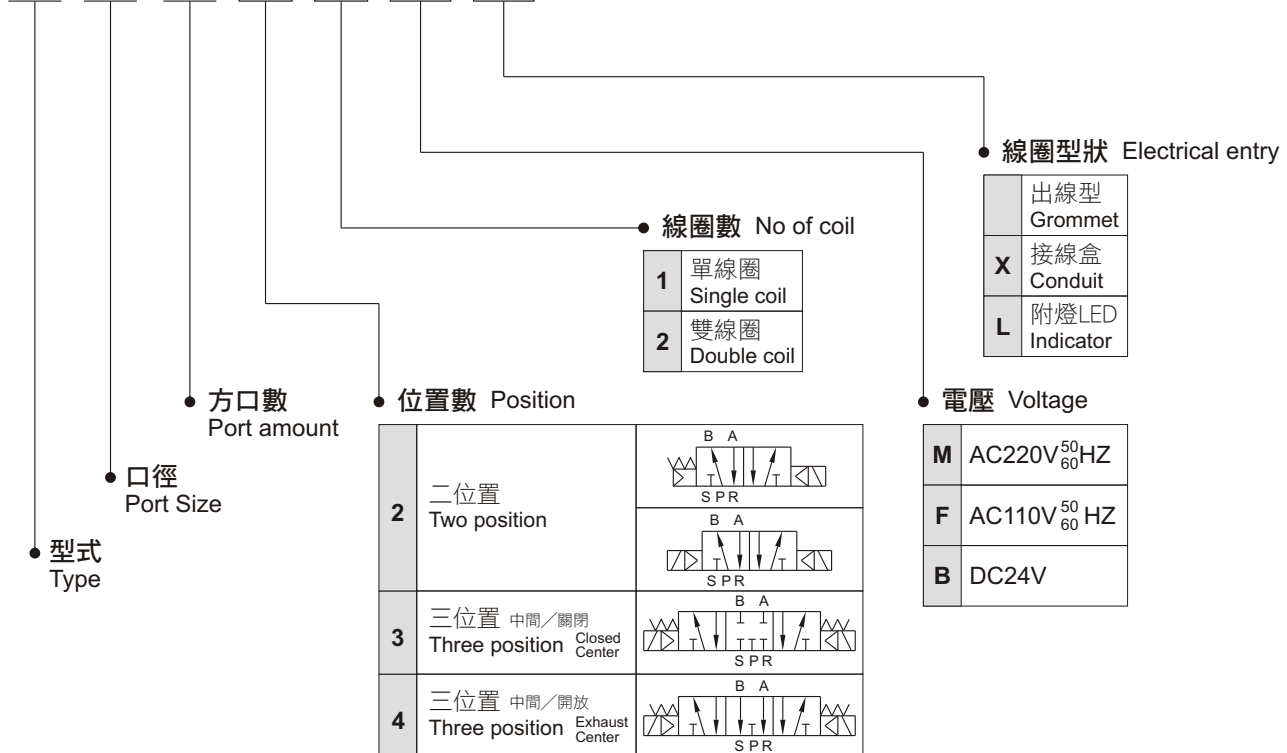 線圈型狀 Electrical entry
出線型
Grommet
X 接線盒
Conduit
L 附燈LED
Indicator
線圈數 No of coil
1 單線圈
Single coil
2 雙線圈
Double coil
方口數
Port amount
位置數 Position
2 二位置
Two position
B A
S P R
B A
S P R
3 三位置 中間／關閉
Three position Closed Center
B A
S P R
4 三位置 中間／開放
Three position Exhaust Center
B A
S P R
電壓 Voltage
M AC220V 50 60 HZ
F AC110V 50 60 HZ
B DC24V
口徑
Port Size
型式
Type